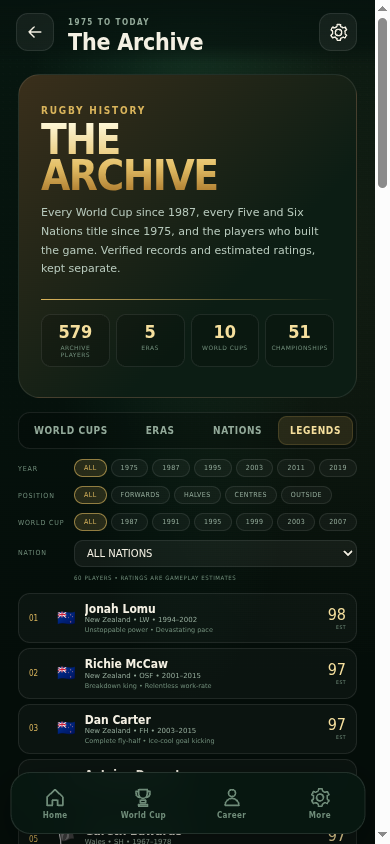 1975 TO TODAY
The Archive
RUGBY HISTORY
THE
ARCHIVE
Every World Cup since 1987, every Five and Six
Nations title since 1975, and the players who built
the game. Verified records and estimated ratings,
kept separate.
579 5 10 51
ARCHIVE PLAYERS ERAS WORLD CUPS CHAMPIONSHIPS
WORLD CUPS ERAS NATIONS LEGENDS
YEAR ALL 1975 1987 1995 2003 2011 2019
POSITION ALL FORWARDS HALVES CENTRES OUTSIDE
WORLD CUP ALL 1987 1991 1995 1999 2003 2007
NATION ALL NATIONS
60 PLAYERS • RATINGS ARE GAMEPLAY ESTIMATES
01 Jonah Lomu 98
New Zealand • LW • 1994–2002 EST
Unstoppable power • Devastating pace
02 Richie McCaw 97
New Zealand • OSF • 2001–2015 EST
Breakdown king • Relentless work-rate
03 Dan Carter 97
New Zealand • FH • 2003–2015 EST
Complete fly-half • Ice-cool goal kicking
Home World Cup Career More
05 97
Wales • SH • 1967–1978